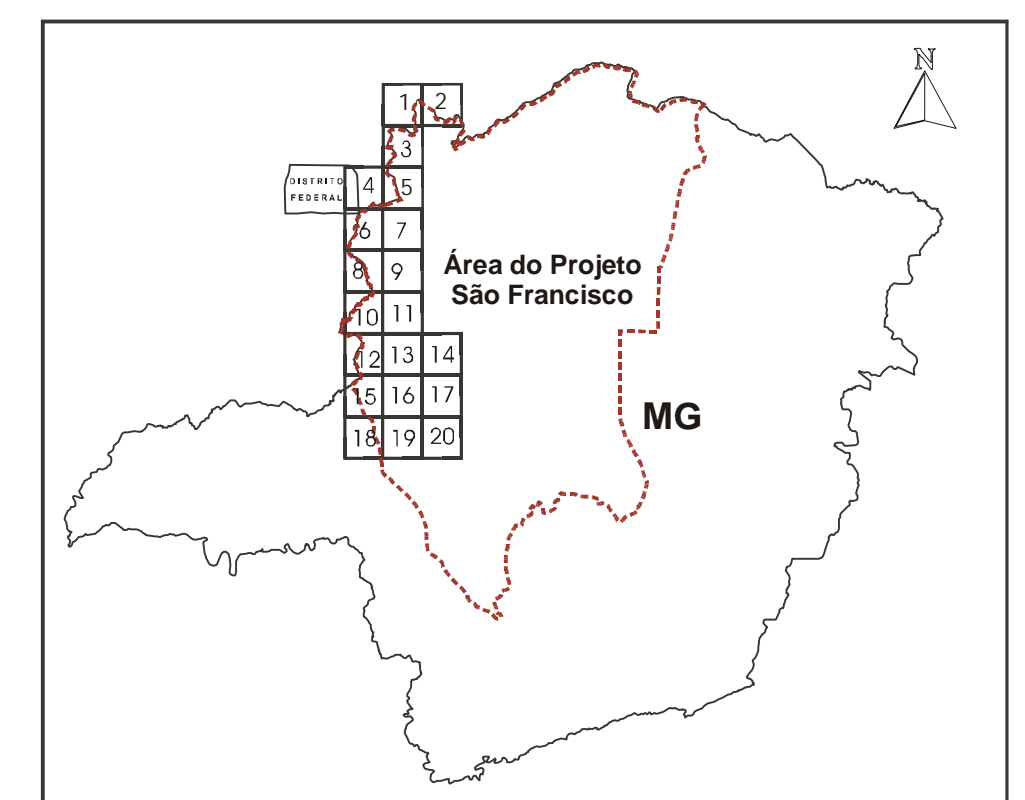 N
1 2
3
DISTRITO
FEDERAL
4 5
6 7
8 9
Área do Projeto
São Francisco
10 11
12 13 14
15 16 17
MG
18 19 20